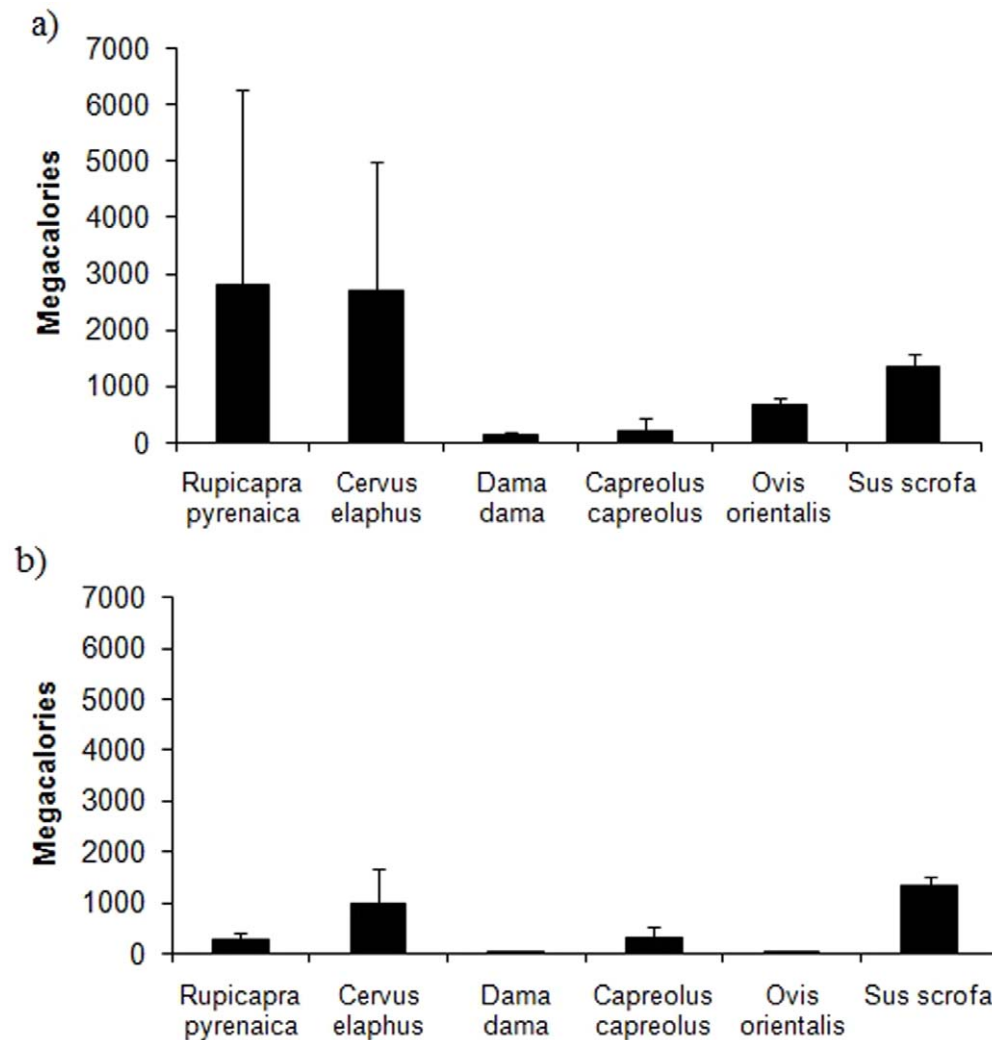 a)
7000
6000
5000
4000
3000
2000
1000
0
Megacalories
Rupicapra pyrenaica
Cervus elaphus
Dama dama
Capreolus capreolus
Ovis orientalis
Sus scrofa
b)
7000
6000
5000
4000
3000
2000
1000
0
Megacalories
Rupicapra pyrenaica
Cervus elaphus
Dama dama
Capreolus capreolus
Ovis orientalis
Sus scrofa